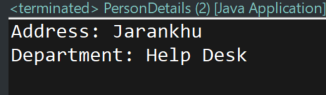 <terminated> PersonDetails (2) [Java Application]
Address: Jarankhu
Department: Help Desk